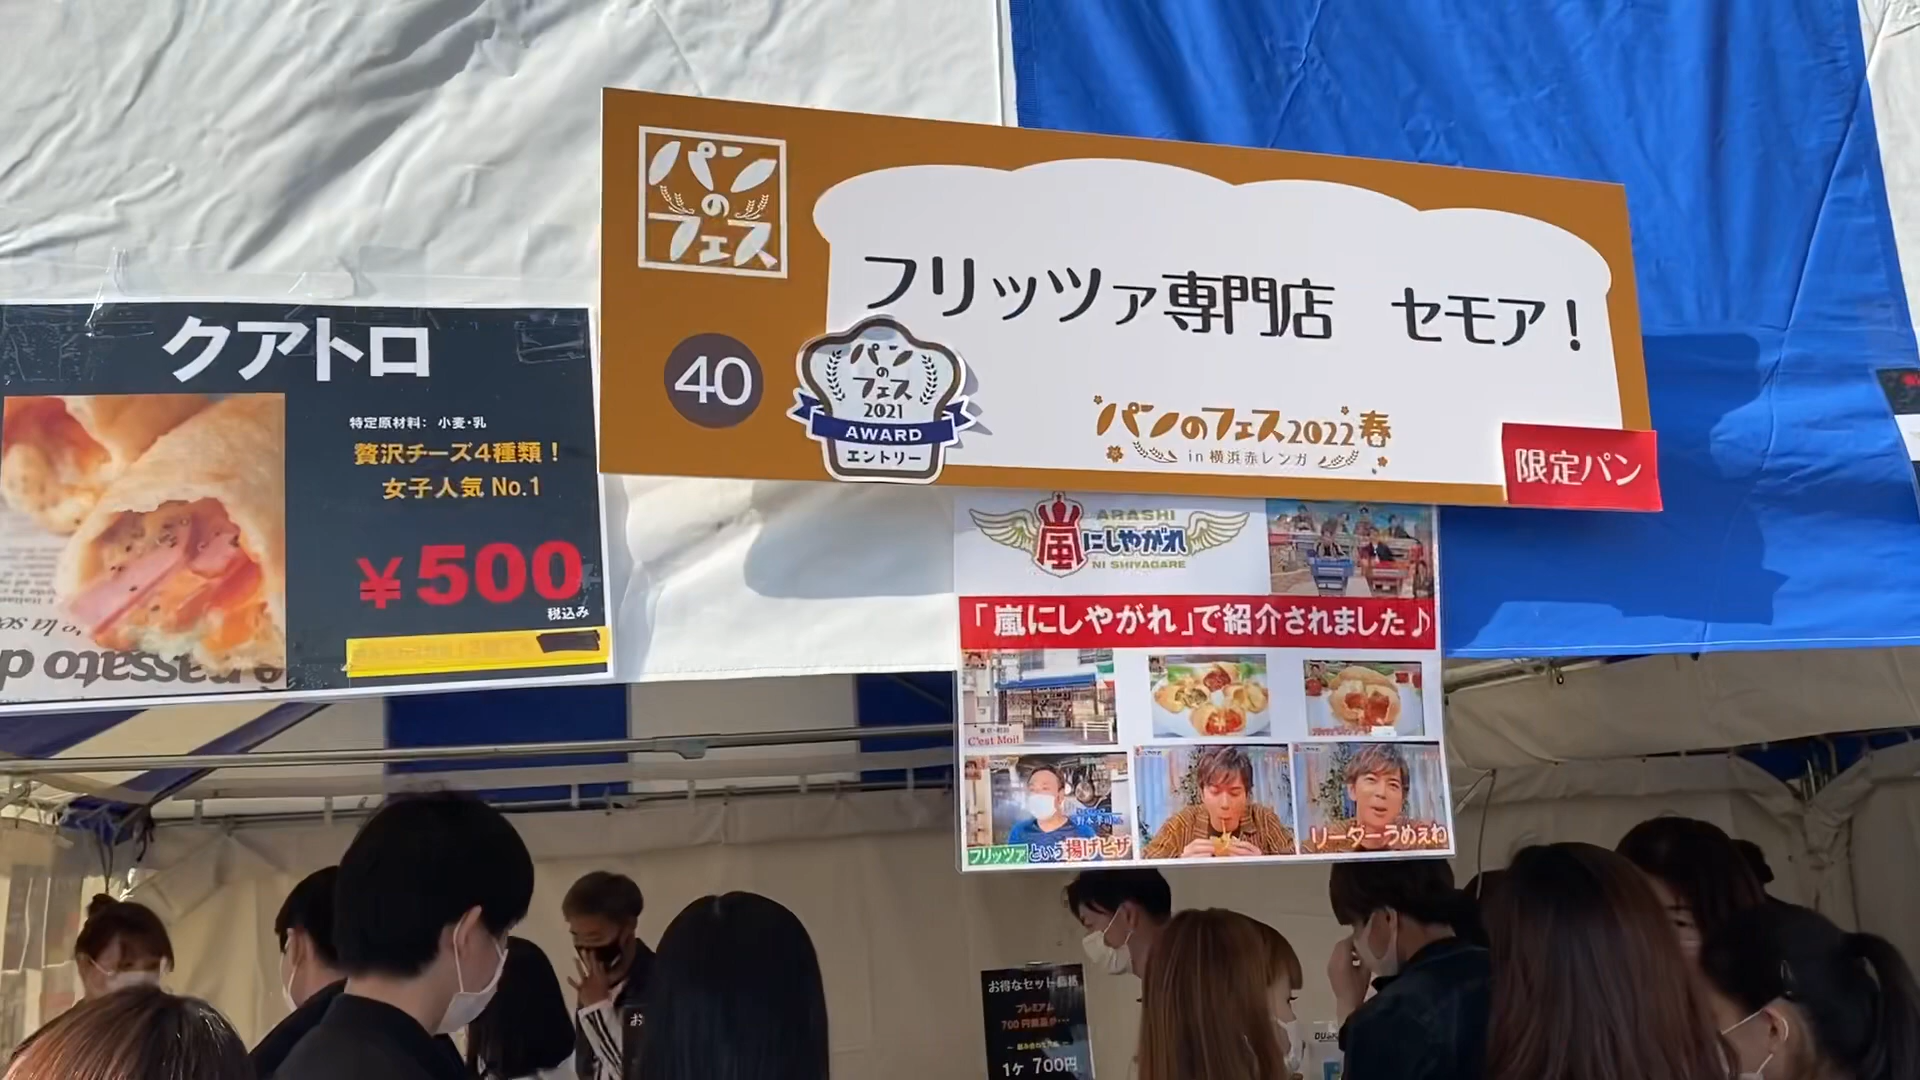 パン
の
フェス
フリッツァ専門店 セモア！
40
パン
の
フェス
2021
AWARD
エントリー
パンのフェス2022春
in 横浜赤レンガ
限定パン
クアトロ
特定原材料: 小麦・乳
贅沢チーズ4種類！
女子人気 No.1
￥500
税込み
ARASHI
嵐にしやがれ
NI SHIYAGARE
「嵐にしやがれ」で紹介されました♪
C'est Moi!
フリッツァという揚げピザ
リーダーうめぇね
お得なセット価格
プレミアム
1ケ 700円